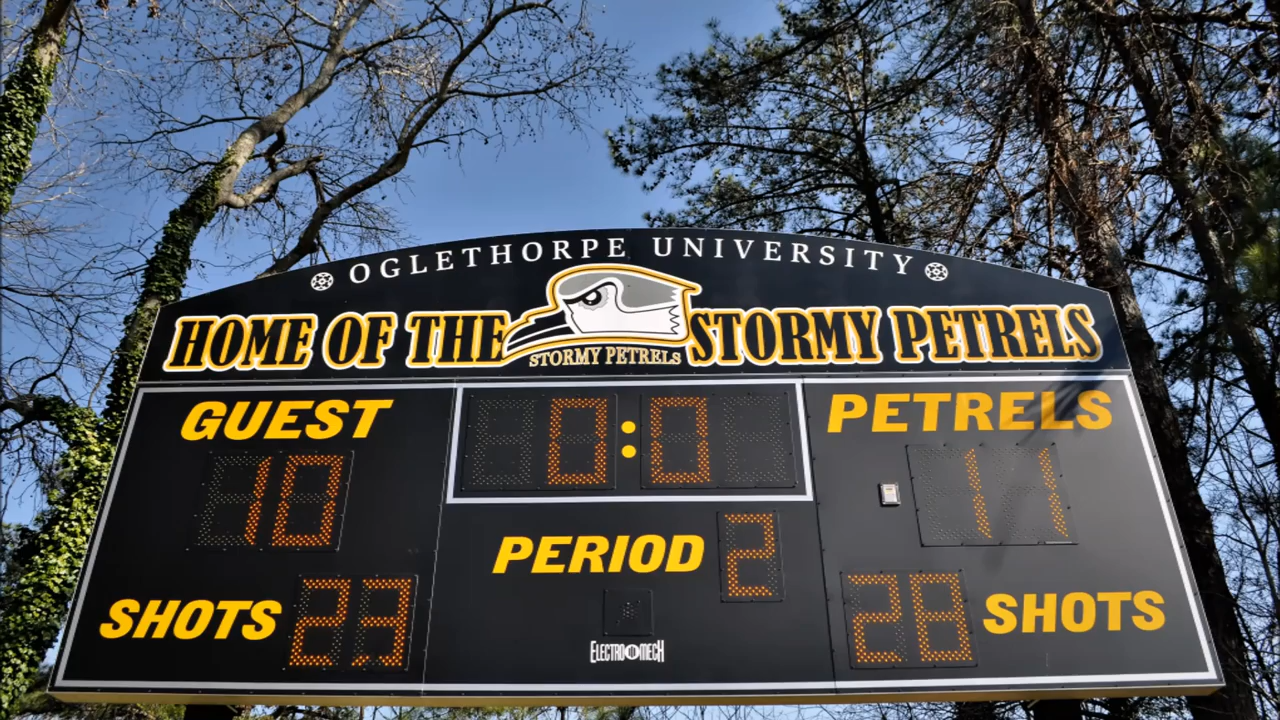 OGLETHORPE UNIVERSITY
HOME OF THE STORMY PETRELS
STORMY PETRELS
GUEST 0:0 PETRELS
10 11
PERIOD 2
SHOTS 23 28 SHOTS
ELECTRO MECH